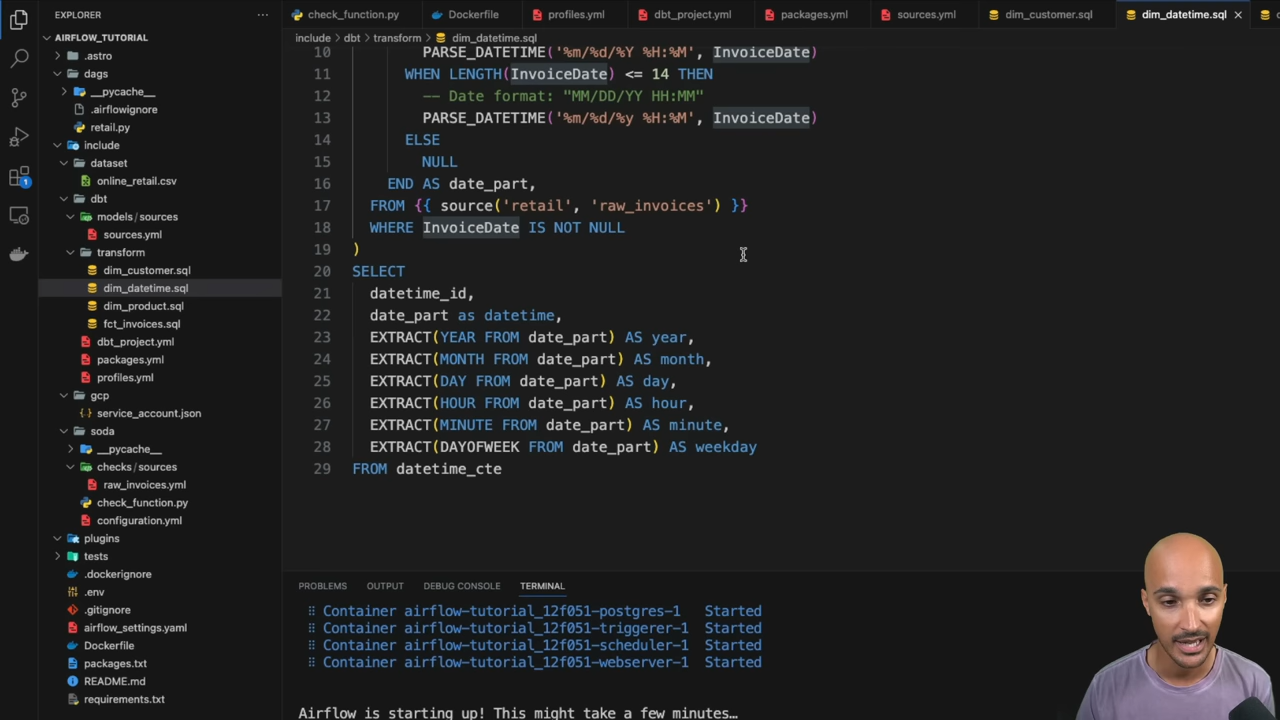 EXPLORER
check_function.py
Dockerfile
profiles.yml
dbt_project.yml
packages.yml
sources.yml
dim_customer.sql
dim_datetime.sql
AIRFLOW_TUTORIAL
include
dbt
transform
dim_datetime.sql
.astro
dags
__pycache__
.airflowignore
retail.py
include
dataset
online_retail.csv
dbt
models/sources
sources.yml
transform
dim_customer.sql
dim_datetime.sql
dim_product.sql
fct_invoices.sql
dbt_project.yml
packages.yml
profiles.yml
gcp
service_account.json
soda
__pycache__
checks/sources
raw_invoices.yml
check_function.py
configuration.yml
plugins
tests
.dockerignore
.env
.gitignore
airflow_settings.yaml
Dockerfile
packages.txt
README.md
requirements.txt
10 PARSE_DATETIME('%m/%d/%Y %H:%M', InvoiceDate)
11 WHEN LENGTH(InvoiceDate) <= 14 THEN
12 -- Date format: "MM/DD/YY HH:MM"
13 PARSE_DATETIME('%m/%d/%y %H:%M', InvoiceDate)
14 ELSE
15 NULL
16 END AS date_part,
17 FROM {{ source('retail', 'raw_invoices') }}
18 WHERE InvoiceDate IS NOT NULL
19 )
20 SELECT
21 datetime_id,
22 date_part as datetime,
23 EXTRACT(YEAR FROM date_part) AS year,
24 EXTRACT(MONTH FROM date_part) AS month,
25 EXTRACT(DAY FROM date_part) AS day,
26 EXTRACT(HOUR FROM date_part) AS hour,
27 EXTRACT(MINUTE FROM date_part) AS minute,
28 EXTRACT(DAYOFWEEK FROM date_part) AS weekday
29 FROM datetime_cte
PROBLEMS
OUTPUT
DEBUG CONSOLE
TERMINAL
Container airflow-tutorial_12f051-postgres-1 Started
Container airflow-tutorial_12f051-triggerer-1 Started
Container airflow-tutorial_12f051-scheduler-1 Started
Container airflow-tutorial_12f051-webserver-1 Started
Airflow is starting up! This might take a few minutes…
1